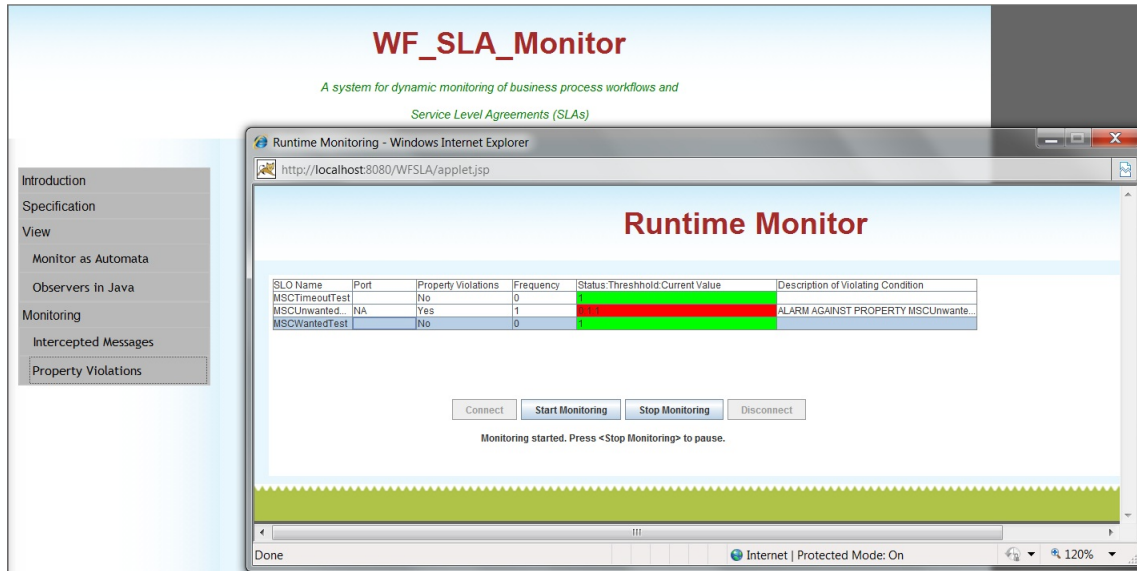 WF_SLA_Monitor
A system for dynamic monitoring of business process workflows and
Service Level Agreements (SLAs)
Introduction
Specification
View
Monitor as Automata
Observers in Java
Monitoring
Intercepted Messages
Property Violations
Runtime Monitoring - Windows Internet Explorer
http://localhost:8080/WFSLA/applet.jsp
Runtime Monitor
SLO Name Port Property Violations Frequency Status:Threshhold:Current Value Description of Violating Condition
MSCTimeoutTest No 0 1
MSCUnwanted... NA Yes 1 0:1:1 ALARM AGAINST PROPERTY MSCUnwante...
MSCWantedTest No 0 1
Connect Start Monitoring Stop Monitoring Disconnect
Monitoring started. Press <Stop Monitoring> to pause.
Done Internet | Protected Mode: On 120%